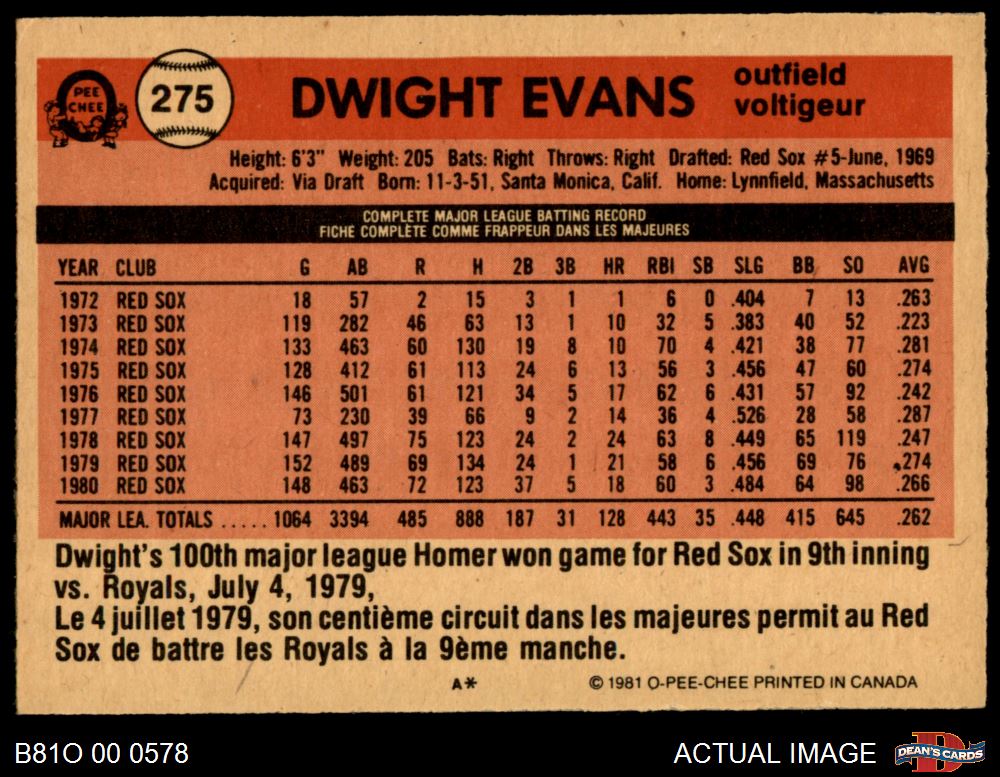 O
PEE
CHEE
275
DWIGHT EVANS
outfield
voltigeur
Height: 6'3" Weight: 205 Bats: Right Throws: Right Drafted: Red Sox #5-June, 1969
Acquired: Via Draft Born: 11-3-51, Santa Monica, Calif. Home: Lynnfield, Massachusetts
COMPLETE MAJOR LEAGUE BATTING RECORD
FICHE COMPLÈTE COMME FRAPPEUR DANS LES MAJEURES
YEAR CLUB G AB R H 2B 3B HR RBI SB SLG BB SO AVG
1972 RED SOX 18 57 2 15 3 1 1 6 0 .404 7 13 .263
1973 RED SOX 119 282 46 63 13 1 10 32 5 .383 40 52 .223
1974 RED SOX 133 463 60 130 19 8 10 70 4 .421 38 77 .281
1975 RED SOX 128 412 61 113 24 6 13 56 3 .456 47 60 .274
1976 RED SOX 146 501 61 121 34 5 17 62 6 .431 57 92 .242
1977 RED SOX 73 230 39 66 9 2 14 36 4 .526 28 58 .287
1978 RED SOX 147 497 75 123 24 2 24 63 8 .449 65 119 .247
1979 RED SOX 152 489 69 134 24 1 21 58 6 .456 69 76 .274
1980 RED SOX 148 463 72 123 37 5 18 60 3 .484 64 98 .266
MAJOR LEA. TOTALS ..... 1064 3394 485 888 187 31 128 443 35 .448 415 645 .262
Dwight's 100th major league Homer won game for Red Sox in 9th inning
vs. Royals, July 4, 1979,
Le 4 juillet 1979, son centième circuit dans les majeures permit au Red
Sox de battre les Royals à la 9ème manche.
A* © 1981 O-PEE-CHEE PRINTED IN CANADA
B81O 00 0578
ACTUAL IMAGE
D
DEAN'S CARDS